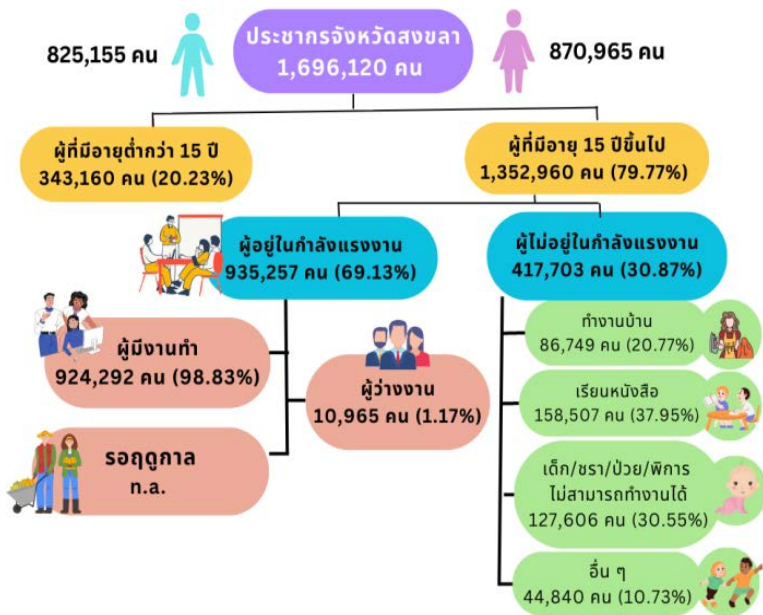 825,155 คน
ประชากรจังหวัดสงขลา
1,696,120 คน
870,965 คน
ผู้ที่มีอายุต่ำกว่า 15 ปี
343,160 คน (20.23%)
ผู้ที่มีอายุ 15 ปีขึ้นไป
1,352,960 คน (79.77%)
ผู้อยู่ในกำลังแรงงาน
935,257 คน (69.13%)
ผู้ไม่อยู่ในกำลังแรงงาน
417,703 คน (30.87%)
ผู้มีงานทำ
924,292 คน (98.83%)
ผู้ว่างงาน
10,965 คน (1.17%)
รอฤดูกาล
n.a.
ทำงานบ้าน
86,749 คน (20.77%)
เรียนหนังสือ
158,507 คน (37.95%)
เด็ก/ชรา/ป่วย/พิการ
ไม่สามารถทำงานได้
127,606 คน (30.55%)
อื่น ๆ
44,840 คน (10.73%)